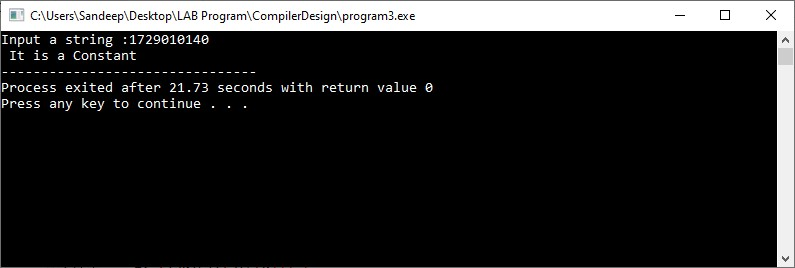 C:\Users\Sandeep\Desktop\LAB Program\CompilerDesign\program3.exe
Input a string :1729010140
 It is a Constant
--------------------------------
Process exited after 21.73 seconds with return value 0
Press any key to continue . . .